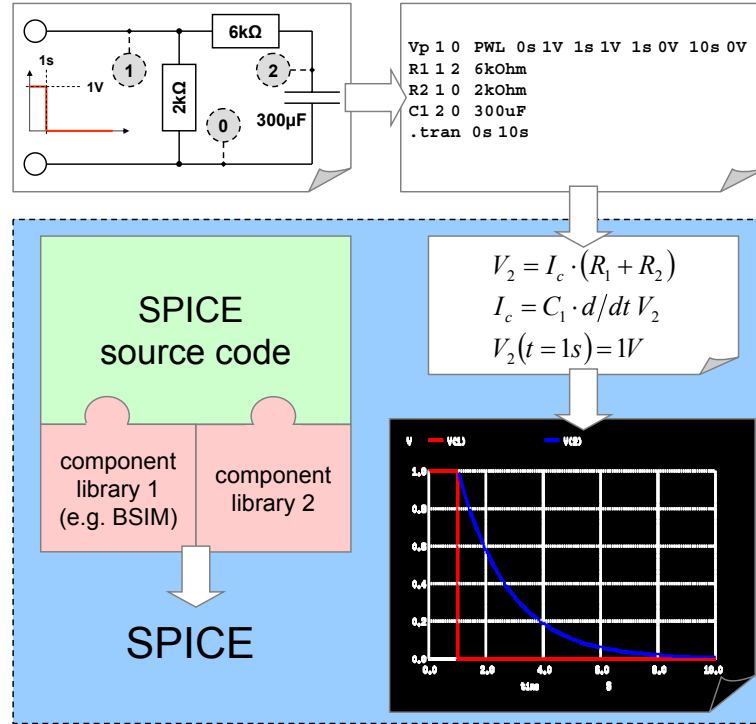 6kΩ
1s
1V
1
2kΩ
2
0
300µF
Vp 1 0 PWL 0s 1V 1s 1V 1s 0V 10s 0V
R1 1 2 6kOhm
R2 1 0 2kOhm
C1 2 0 300uF
.tran 0s 10s
V₂ = I_c · (R₁ + R₂)
I_c = C₁ · d/dt V₂
V₂(t = 1s) = 1V
SPICE
source code
component
library 1
(e.g. BSIM)
component
library 2
SPICE
V V(1) V(2)
1.0
0.8
0.6
0.4
0.2
0.0
0.0 2.0 4.0 6.0 8.0 10.0
time S